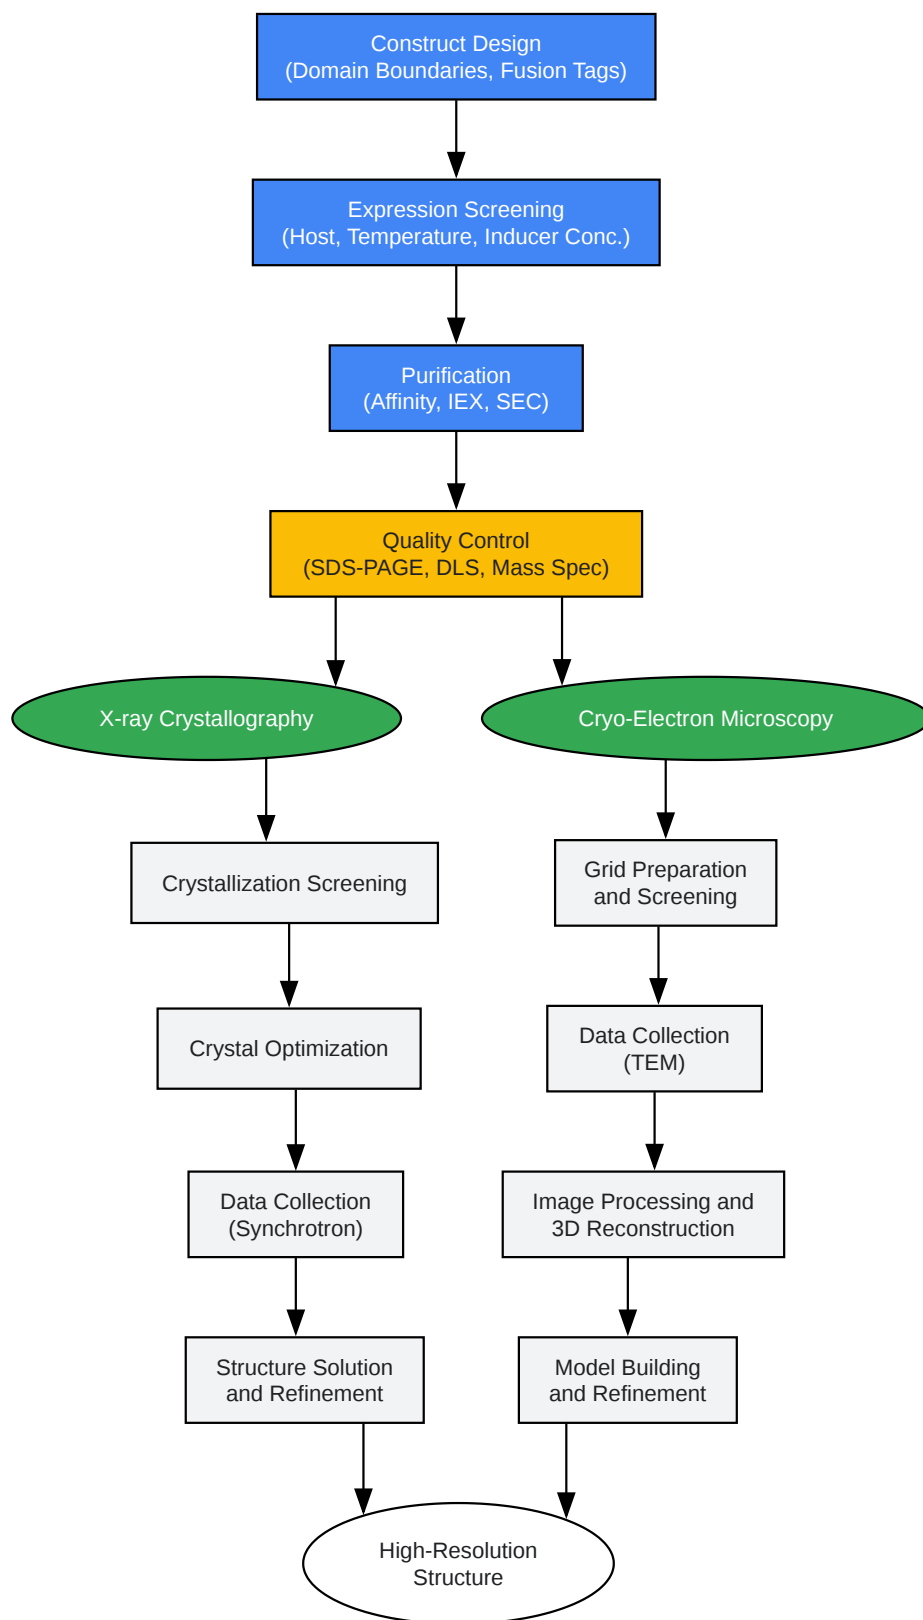 Construct Design
(Domain Boundaries, Fusion Tags)
Expression Screening
(Host, Temperature, Inducer Conc.)
Purification
(Affinity, IEX, SEC)
Quality Control
(SDS-PAGE, DLS, Mass Spec)
X-ray Crystallography
Cryo-Electron Microscopy
Crystallization Screening
Grid Preparation
and Screening
Crystal Optimization
Data Collection
(TEM)
Data Collection
(Synchrotron)
Image Processing and
3D Reconstruction
Structure Solution
and Refinement
Model Building
and Refinement
High-Resolution
Structure